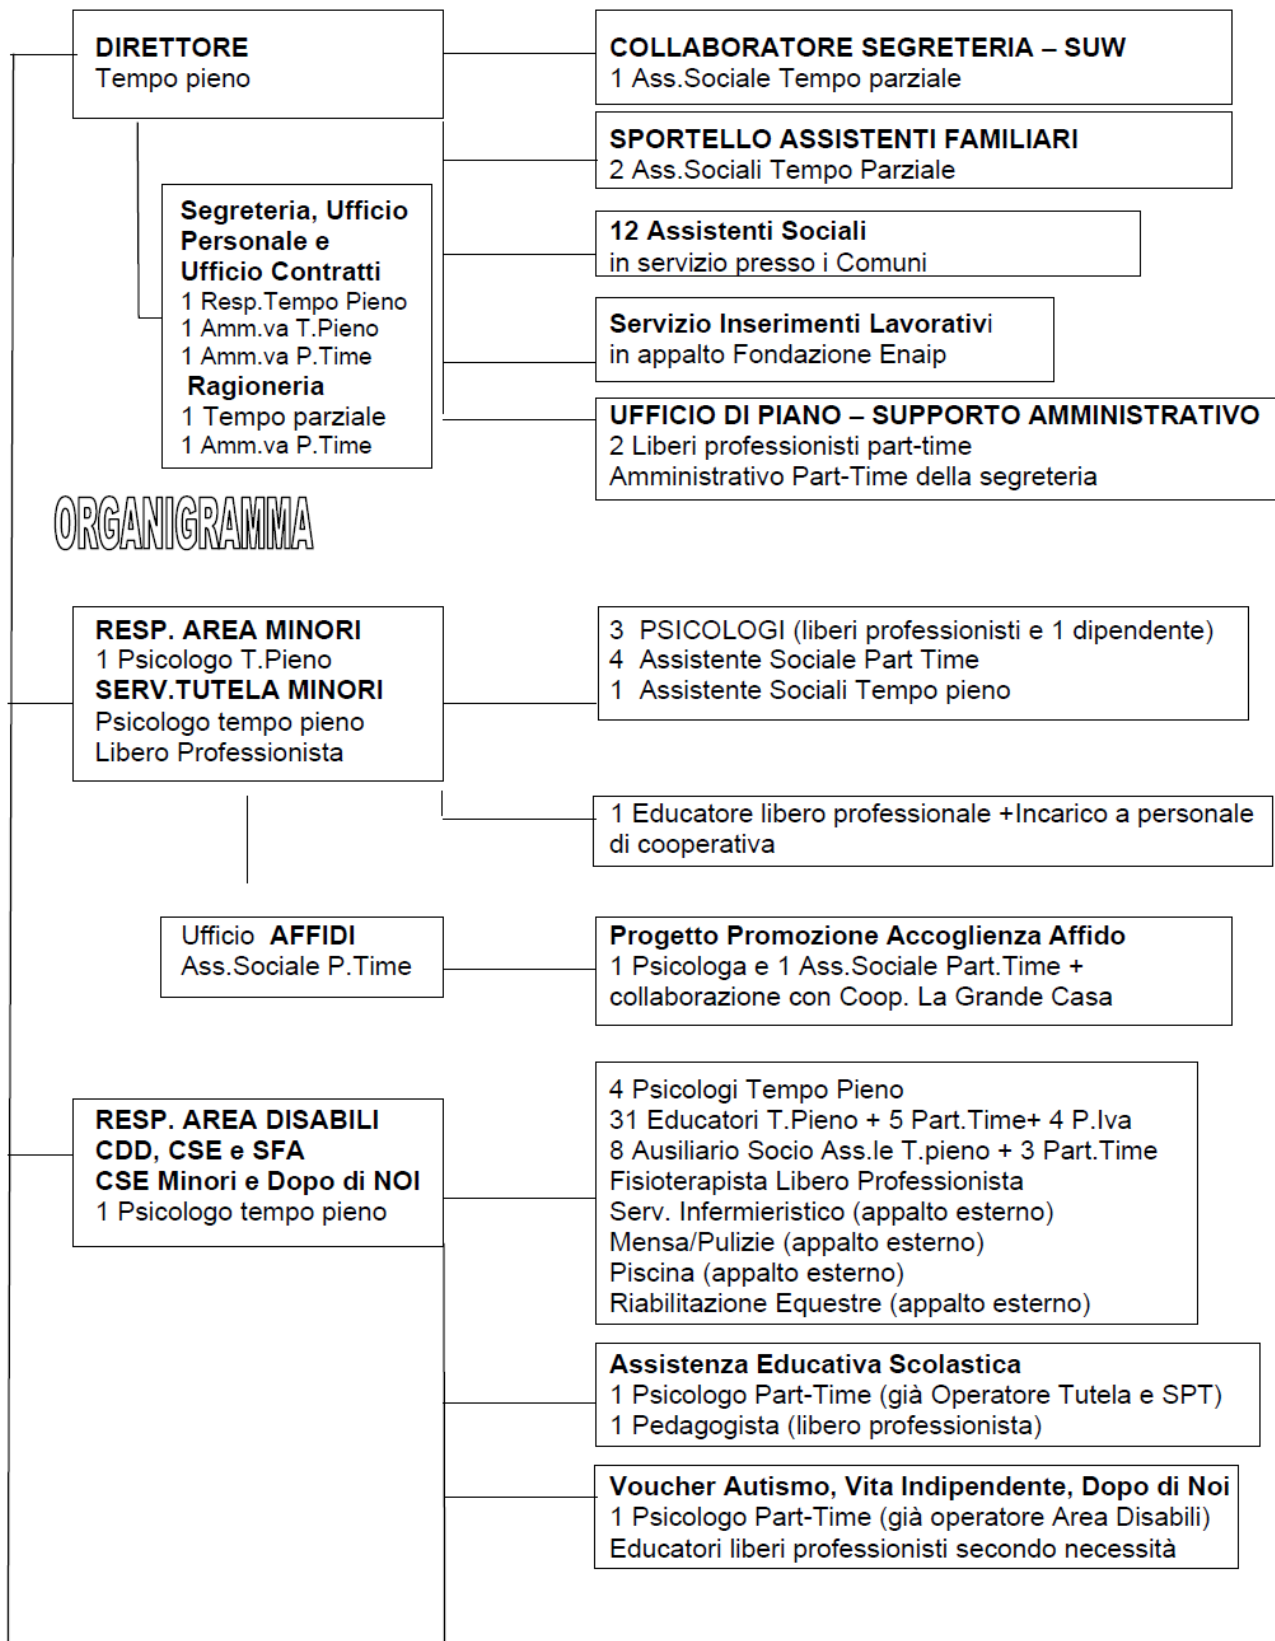 DIRETTORE
Tempo pieno
COLLABORATORE SEGRETERIA – SUW
1 Ass.Sociale Tempo parziale
SPORTELLO ASSISTENTI FAMILIARI
2 Ass.Sociali Tempo Parziale
Segreteria, Ufficio
Personale e
Ufficio Contratti
1 Resp.Tempo Pieno
1 Amm.va T.Pieno
1 Amm.va P.Time
Ragioneria
1 Tempo parziale
1 Amm.va P.Time
12 Assistenti Sociali
in servizio presso i Comuni
Servizio Inserimenti Lavorativi
in appalto Fondazione Enaip
UFFICIO DI PIANO – SUPPORTO AMMINISTRATIVO
2 Liberi professionisti part-time
Amministrativo Part-Time della segreteria
ORGANIGRAMMA
RESP. AREA MINORI
1 Psicologo T.Pieno
SERV.TUTELA MINORI
Psicologo tempo pieno
Libero Professionista
3 PSICOLOGI (liberi professionisti e 1 dipendente)
4 Assistente Sociale Part Time
1 Assistente Sociali Tempo pieno
1 Educatore libero professionale +Incarico a personale
di cooperativa
Ufficio AFFIDI
Ass.Sociale P.Time
Progetto Promozione Accoglienza Affido
1 Psicologa e 1 Ass.Sociale Part.Time +
collaborazione con Coop. La Grande Casa
RESP. AREA DISABILI
CDD, CSE e SFA
CSE Minori e Dopo di NOI
1 Psicologo tempo pieno
4 Psicologi Tempo Pieno
31 Educatori T.Pieno + 5 Part.Time+ 4 P.Iva
8 Ausiliario Socio Ass.le T.pieno + 3 Part.Time
Fisioterapista Libero Professionista
Serv. Infermieristico (appalto esterno)
Mensa/Pulizie (appalto esterno)
Piscina (appalto esterno)
Riabilitazione Equestre (appalto esterno)
Assistenza Educativa Scolastica
1 Psicologo Part-Time (già Operatore Tutela e SPT)
1 Pedagogista (libero professionista)
Voucher Autismo, Vita Indipendente, Dopo di Noi
1 Psicologo Part-Time (già operatore Area Disabili)
Educatori liberi professionisti secondo necessità